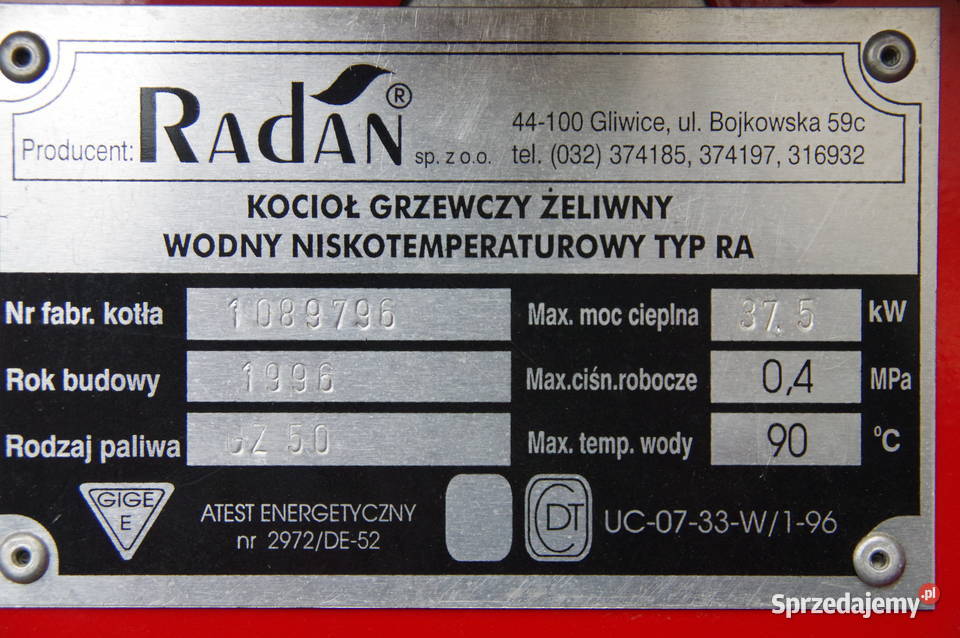 Producent: RadAN® sp. z o.o.
44-100 Gliwice, ul. Bojkowska 59c
tel. (032) 374185, 374197, 316932
KOCIOŁ GRZEWCZY ŻELIWNY
WODNY NISKOTEMPERATUROWY TYP RA
Nr fabr. kotła 1089796 Max. moc cieplna 37.5 kW
Rok budowy 1996 Max.ciśn.robocze 0,4 MPa
Rodzaj paliwa GZ 50 Max. temp. wody 90 °C
GIGE
E
ATEST ENERGETYCZNY
nr 2972/DE-52
CDT UC-07-33-W/1-96
Sprzedajemy.pl